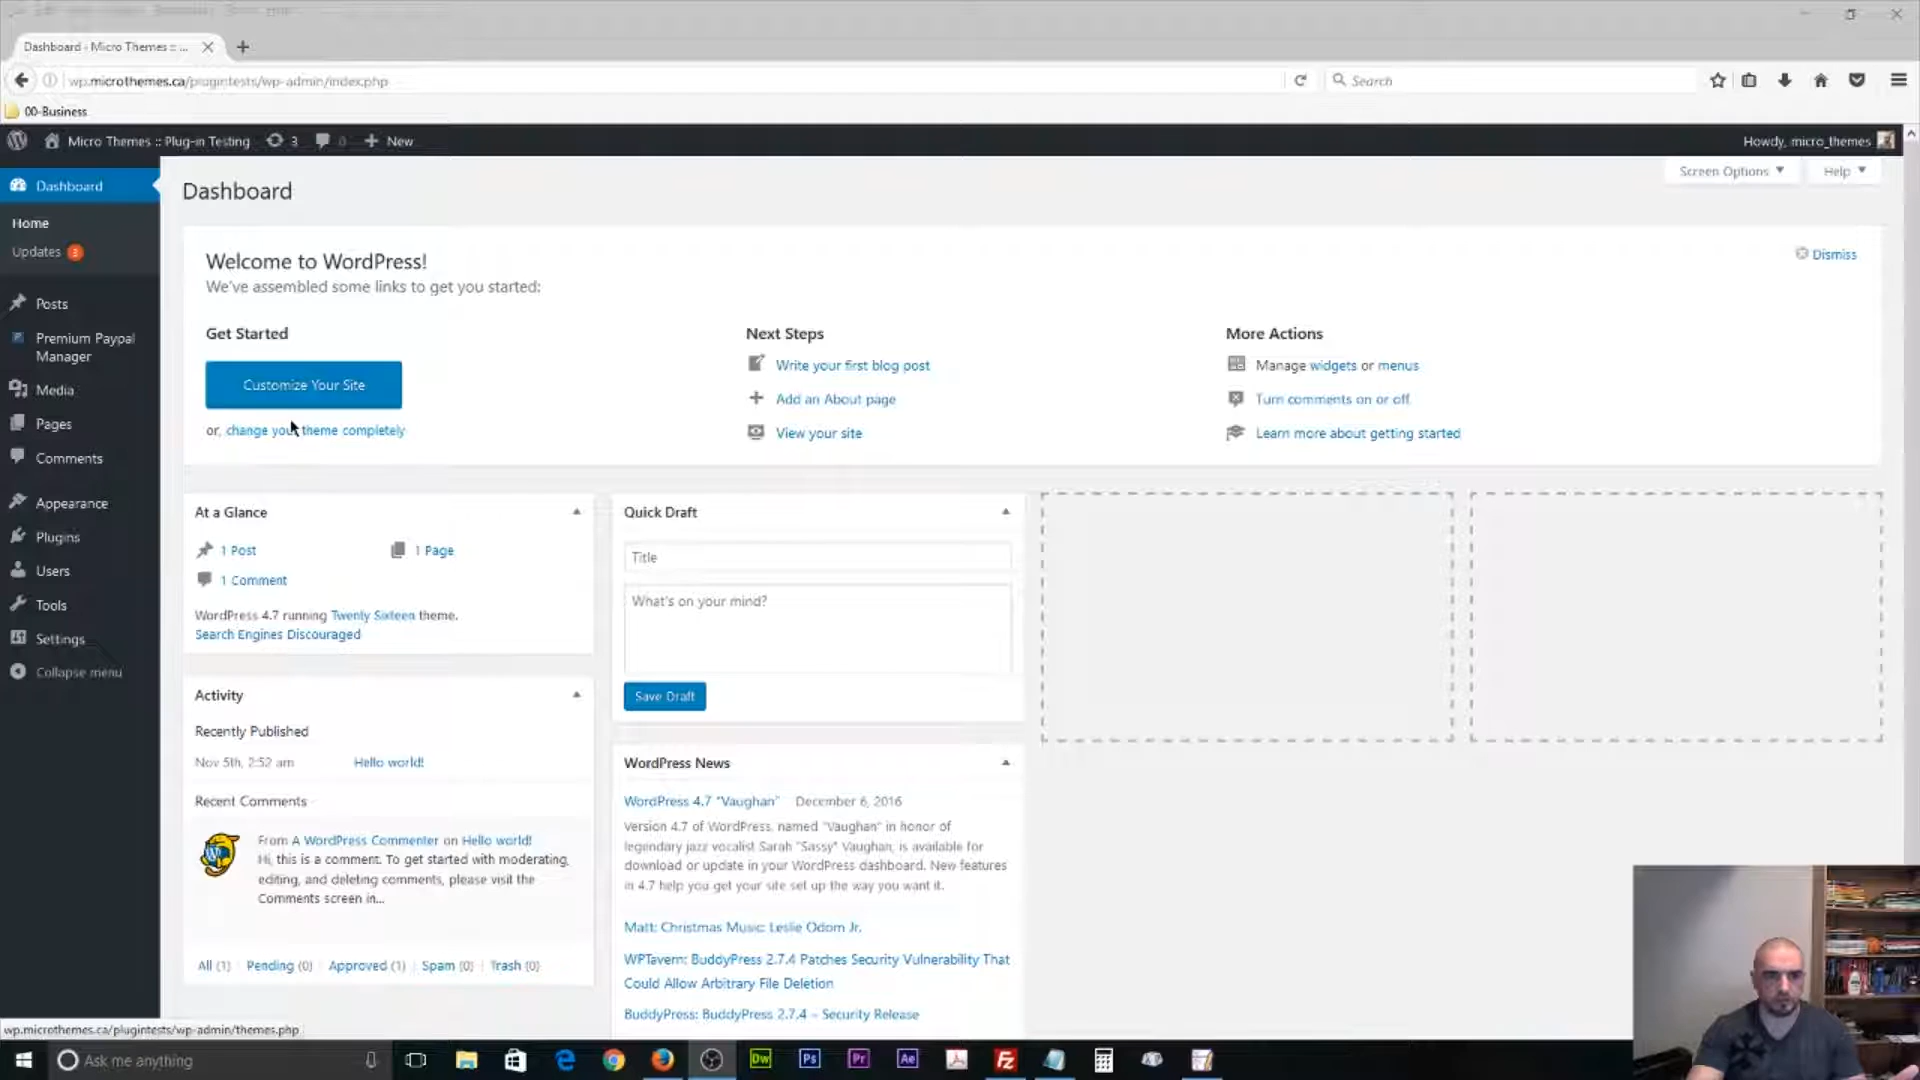 Dashboard - Micro Themes :: ...
wp.microthemes.ca/plugintests/wp-admin/index.php
Search
00-Business
Micro Themes :: Plug-in Testing 3 0 New
Howdy, micro_themes
Dashboard
Home
Updates 3
Posts
Premium Paypal
Manager
Media
Pages
Comments
Appearance
Plugins
Users
Tools
Settings
Collapse menu
Dashboard
Screen Options
Help
Welcome to WordPress!
We've assembled some links to get you started:
Dismiss
Get Started
Customize Your Site
or, change your theme completely
Next Steps
Write your first blog post
Add an About page
View your site
More Actions
Manage widgets or menus
Turn comments on or off
Learn more about getting started
At a Glance
1 Post
1 Page
1 Comment
WordPress 4.7 running Twenty Sixteen theme.
Search Engines Discouraged
Activity
Recently Published
Nov 5th, 2:52 am Hello world!
Recent Comments
From A WordPress Commenter on Hello world!
Hi, this is a comment. To get started with moderating,
editing, and deleting comments, please visit the
Comments screen in...
All (1) Pending (0) Approved (1) Spam (0) Trash (0)
Quick Draft
Title
What's on your mind?
Save Draft
WordPress News
WordPress 4.7 "Vaughan" December 6, 2016
Version 4.7 of WordPress, named "Vaughan" in honor of
legendary jazz vocalist Sarah "Sassy" Vaughan, is available for
download or update in your WordPress dashboard. New features
in 4.7 help you get your site set up the way you want it.
Matt: Christmas Music: Leslie Odom Jr.
WPTavern: BuddyPress 2.7.4 Patches Security Vulnerability That
Could Allow Arbitrary File Deletion
BuddyPress: BuddyPress 2.7.4 – Security Release
wp.microthemes.ca/plugintests/wp-admin/themes.php
Ask me anything
Dw
Ps
Pr
Ae
Fz